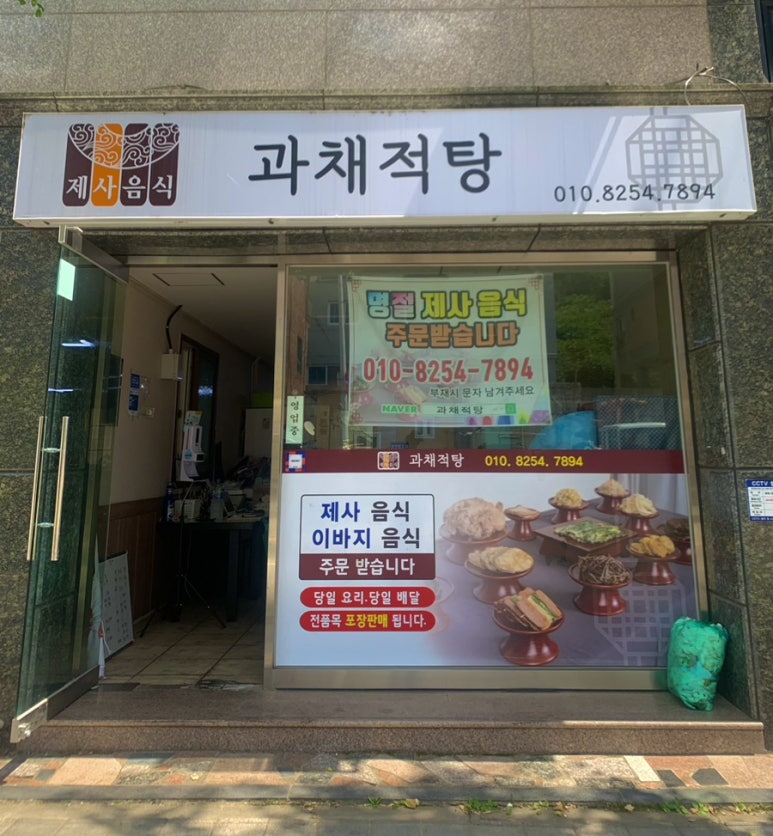 제사음식
과채적탕
010.8254.7894
명절 제사 음식
주문받습니다
010-8254-7894
부재시 문자 남겨주세요
NAVER 과채적탕
영업중
과채적탕 010. 8254. 7894
제사 음식
이바지 음식
주문 받습니다
당일 요리.당일 배달
전품목 포장판매 됩니다.
CCTV